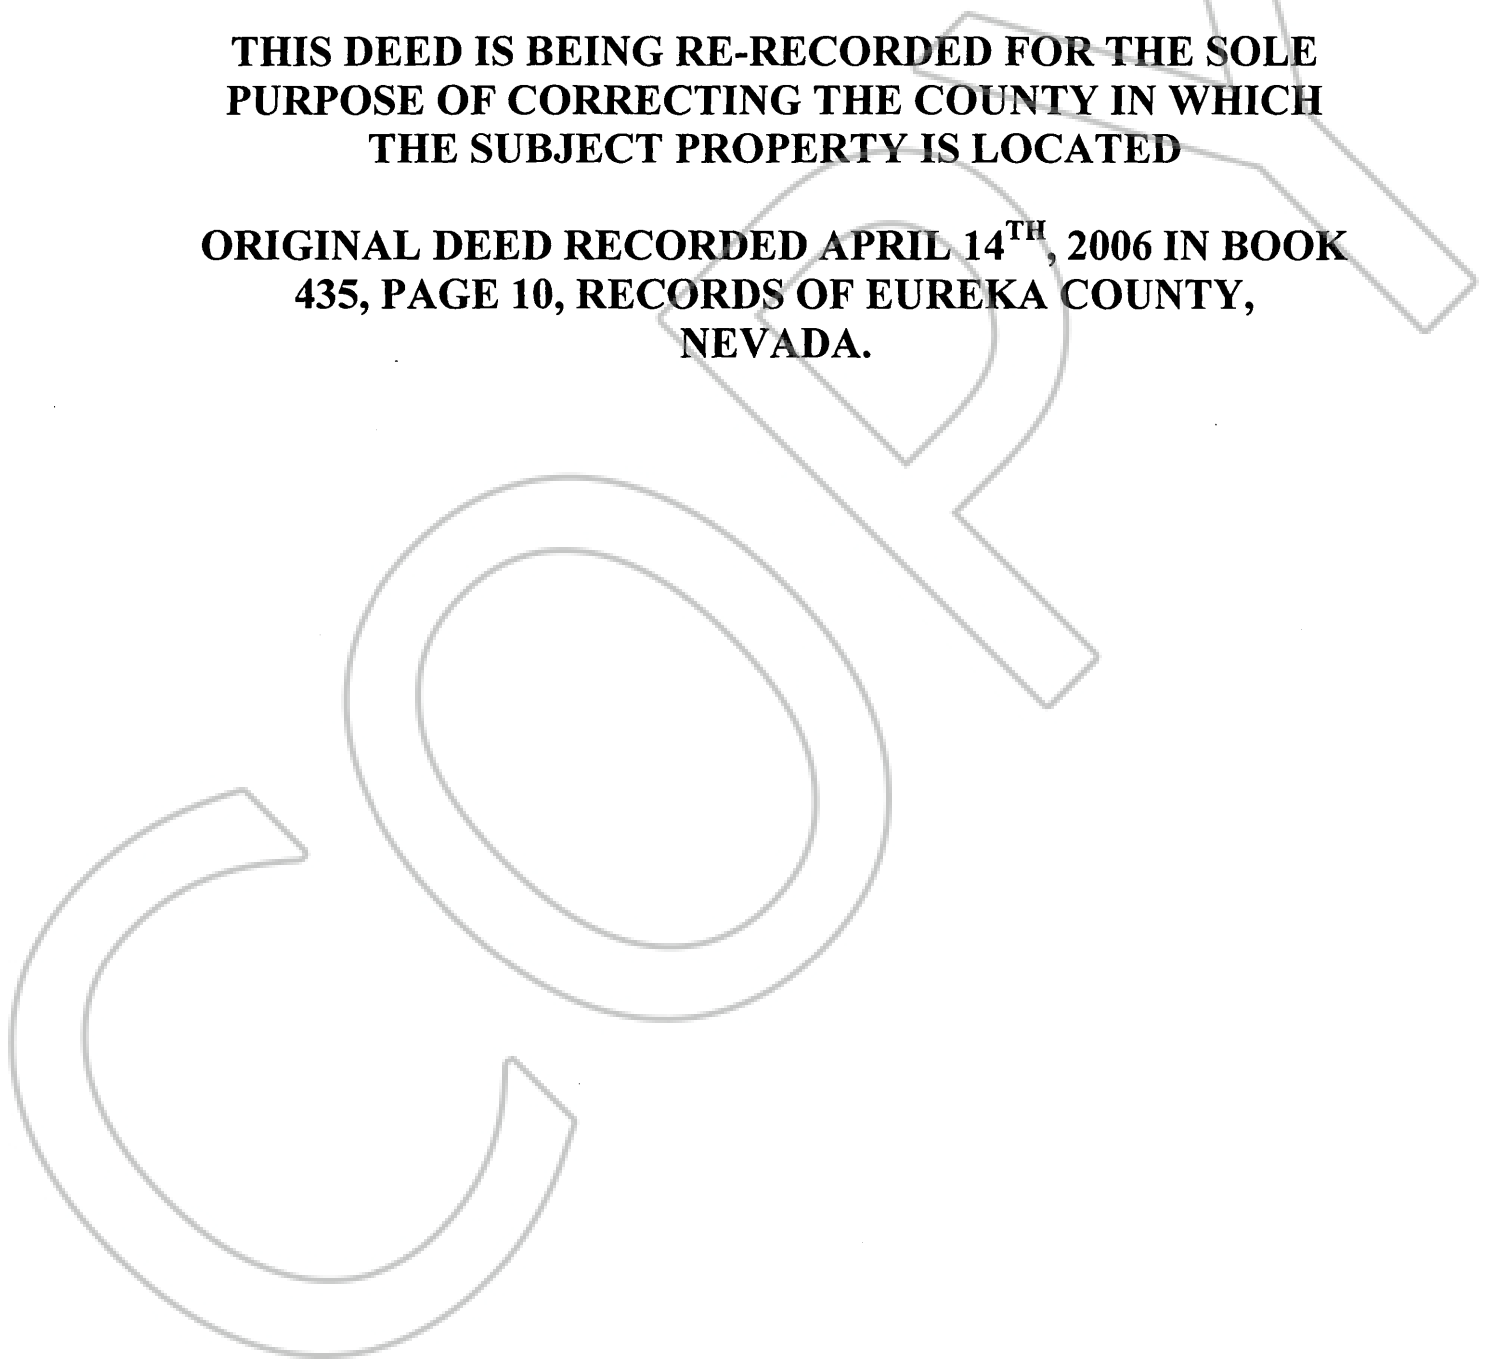 THIS DEED IS BEING RE-RECORDED FOR THE SOLE
PURPOSE OF CORRECTING THE COUNTY IN WHICH
THE SUBJECT PROPERTY IS LOCATED
ORIGINAL DEED RECORDED APRIL 14TH, 2006 IN BOOK
435, PAGE 10, RECORDS OF EUREKA COUNTY,
NEVADA.
COPY